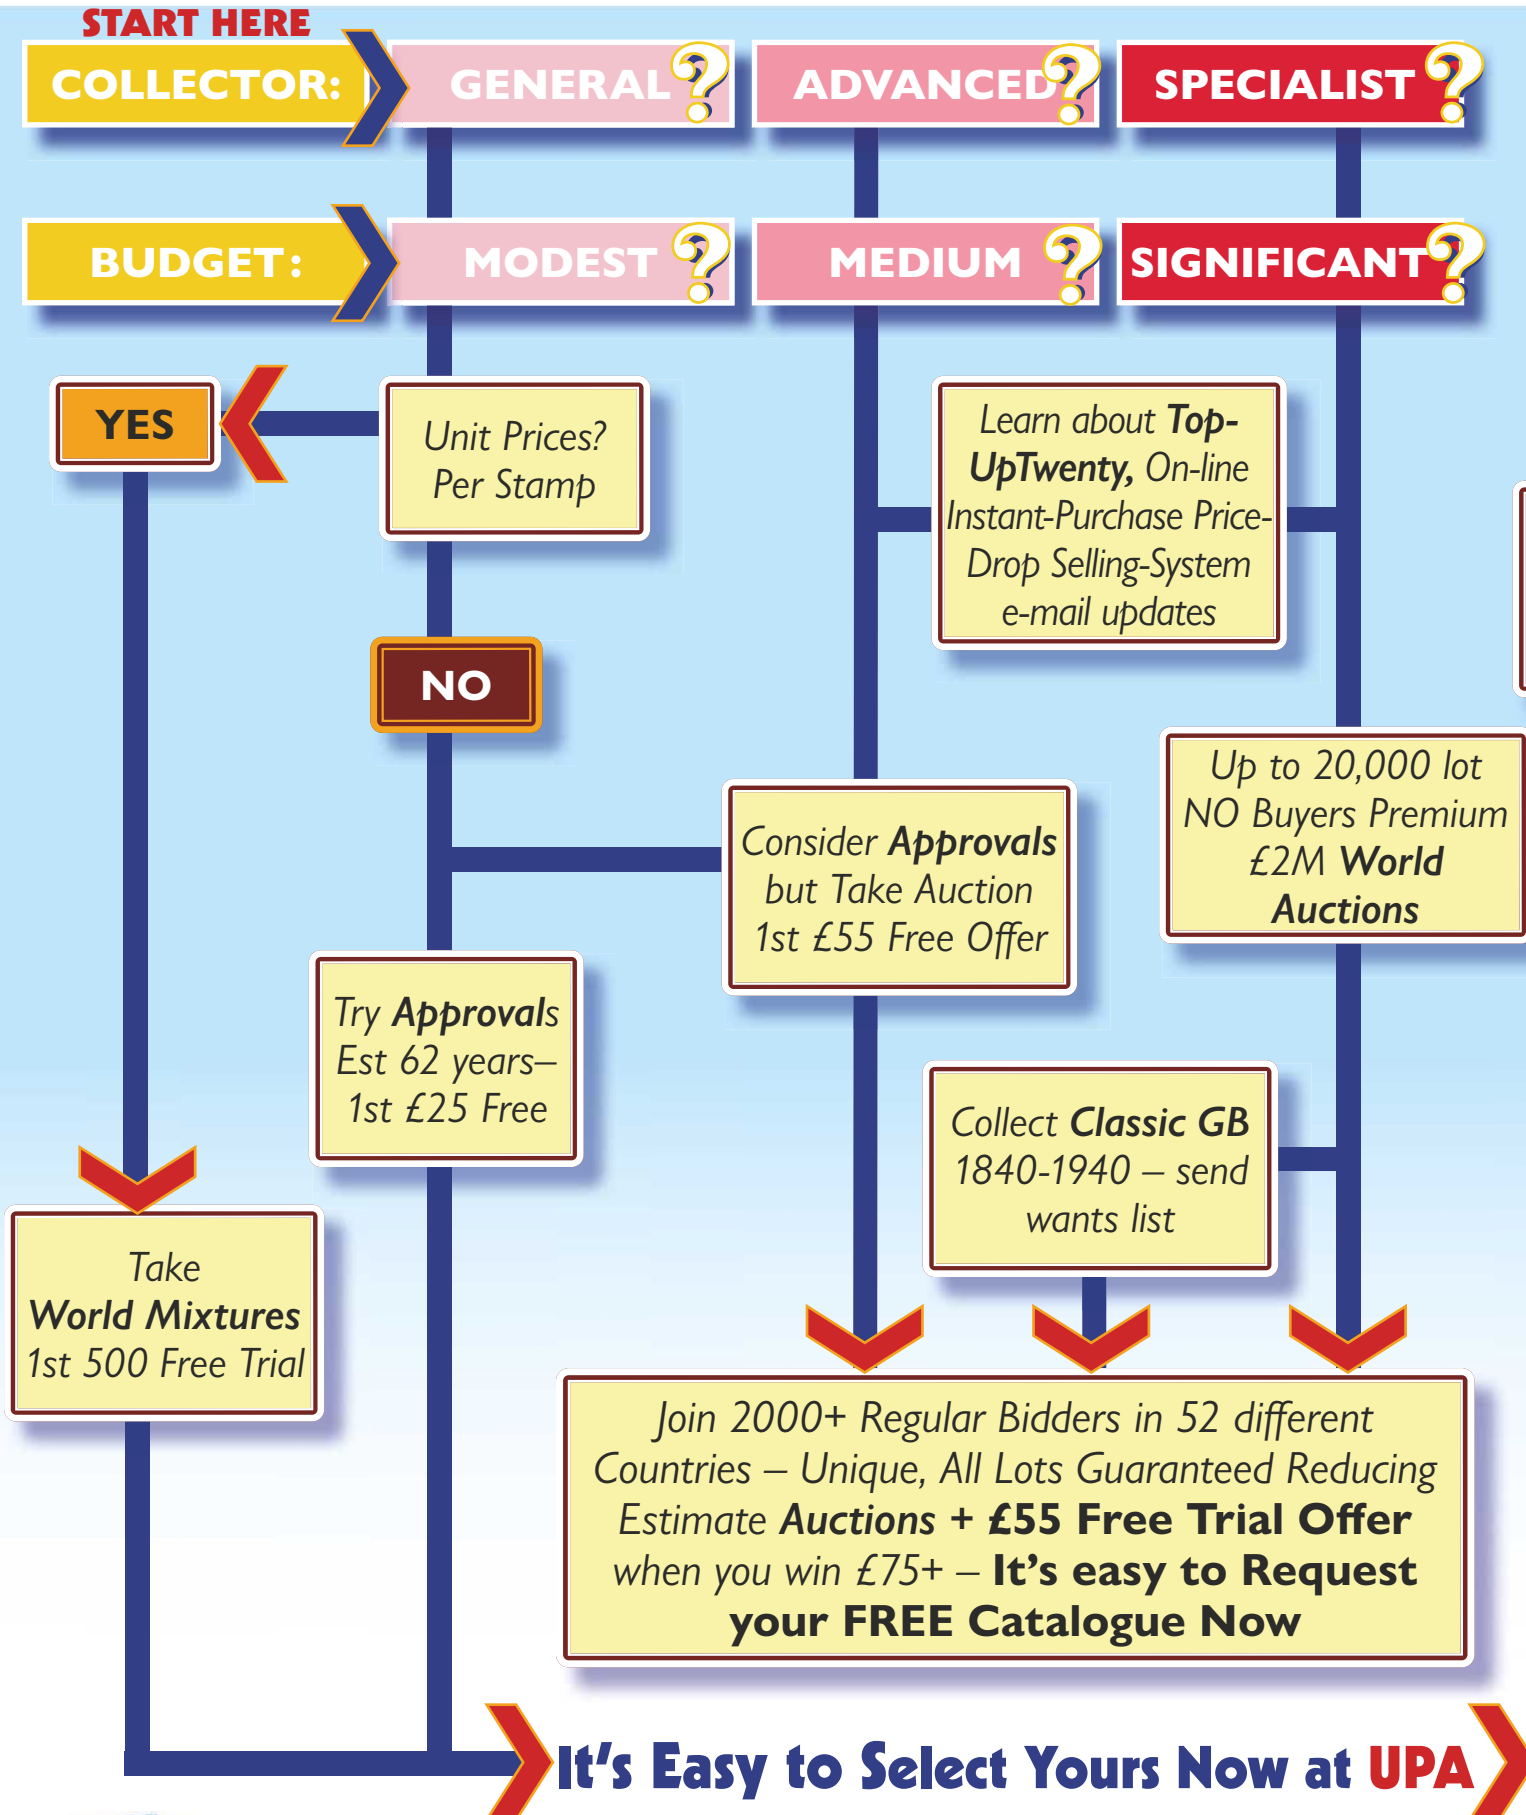 START HERE
COLLECTOR:
GENERAL ?
ADVANCED ?
SPECIALIST ?
BUDGET:
MODEST ?
MEDIUM ?
SIGNIFICANT ?
YES
Unit Prices?
Per Stamp
Learn about Top-
UpTwenty, On-line
Instant-Purchase Price-
Drop Selling-System
e-mail updates
NO
Up to 20,000 lot
NO Buyers Premium
£2M World
Auctions
Consider Approvals
but Take Auction
1st £55 Free Offer
Try Approvals
Est 62 years–
1st £25 Free
Collect Classic GB
1840-1940 – send
wants list
Take
World Mixtures
1st 500 Free Trial
Join 2000+ Regular Bidders in 52 different
Countries – Unique, All Lots Guaranteed Reducing
Estimate Auctions + £55 Free Trial Offer
when you win £75+ – It's easy to Request
your FREE Catalogue Now
It's Easy to Select Yours Now at UPA